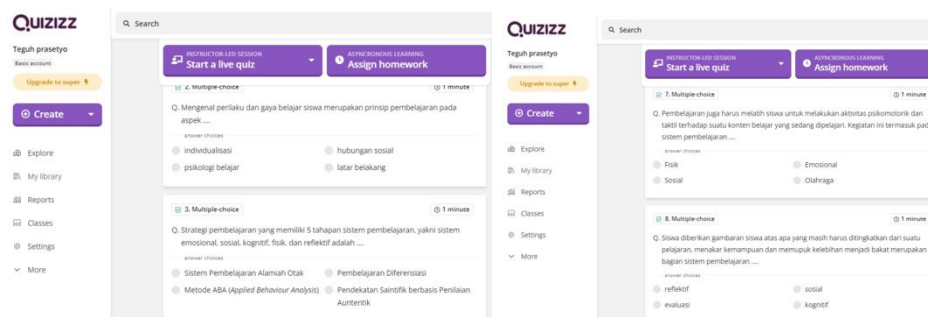 QUIZIZZ
Search
Teguh prasetyo
Basic account
Upgrade to super
Create
Explore
My library
Reports
Classes
Settings
More
INSTRUCTOR-LED SESSION
Start a live quiz
ASYNCRONOUS LEARNING
Assign homework
2. Multiple-choice
1 minute
Q. Mengenal perilaku dan gaya belajar siswa merupakan prinsip pembelajaran pada
aspek ....
answer choices
individualisasi
hubungan sosial
psikologi belajar
latar belakang
3. Multiple-choice
1 minute
Q. Strategi pembelajaran yang memiliki 5 tahapan sistem pembelajaran, yakni sistem
emosional, sosial, kognitif, fisik, dan reflektif adalah ....
answer choices
Sistem Pembelajaran Alamiah Otak
Pembelajaran Diferensiasi
Metode ABA (Applied Behaviour Analysis)
Pendekatan Saintifik berbasis Penilaian
Auntentik
QUIZIZZ
Search
Teguh prasetyo
Basic account
Upgrade to super
Create
Explore
My library
Reports
Classes
Settings
More
INSTRUCTOR-LED SESSION
Start a live quiz
ASYNCRONOUS LEARNING
Assign homework
7. Multiple-choice
1 minute
Q. Pembelajaran juga harus melatih siswa untuk melakukan aktivitas psikomotorik dan
taktil terhadap suatu konten belajar yang sedang dipelajari. Kegiatan ini termasuk pad
sistem pembelajaran ....
answer choices
Fisik
Emosional
Sosial
Olahraga
8. Multiple-choice
1 minute
Q. Siswa diberikan gambaran siswa atas apa yang masih harus ditingkatkan dari suatu
pelajaran, menakar kemampuan dan memupuk kelebihan menjadi bakat merupakan
bagian sistem pembelajaran ....
answer choices
reflektif
sosial
evaluasi
kognitif